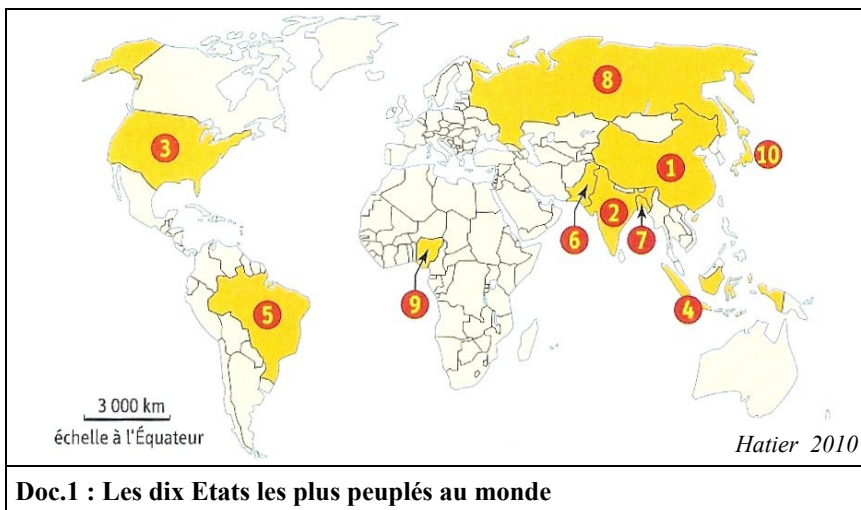 8
3
10
1
2
6
7
9
4
5
3 000 km
échelle à l'Équateur
Hatier 2010
Doc.1 : Les dix Etats les plus peuplés au monde